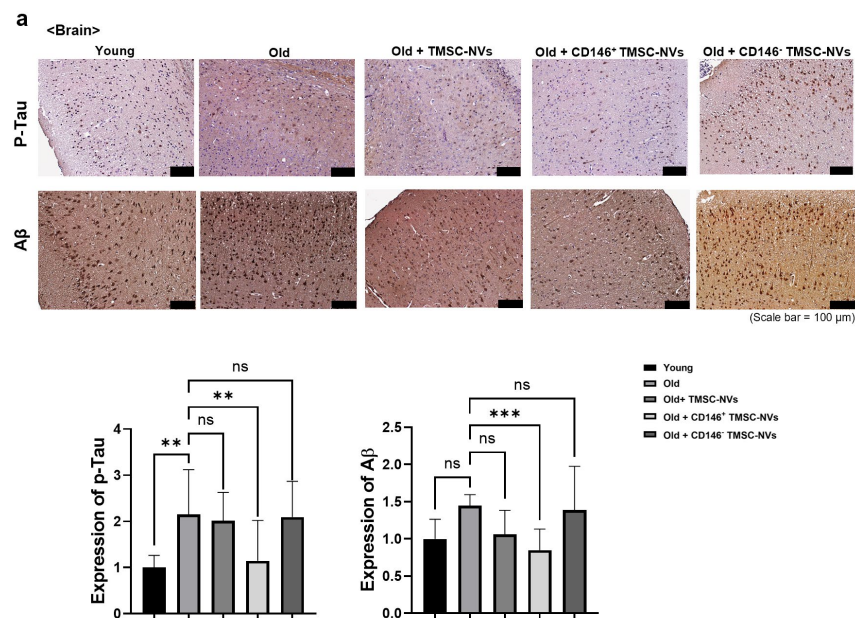 a
<Brain>
Young
Old
Old + TMSC-NVs
Old + CD146⁺ TMSC-NVs
Old + CD146⁻ TMSC-NVs
P-Tau
Aβ
(Scale bar = 100 µm)
Expression of p-Tau
4
3
2
1
0
**
ns
**
ns
Expression of Aβ
2.5
2.0
1.5
1.0
0.5
0.0
ns
ns
***
ns
Young
Old
Old+ TMSC-NVs
Old + CD146⁺ TMSC-NVs
Old + CD146⁻ TMSC-NVs